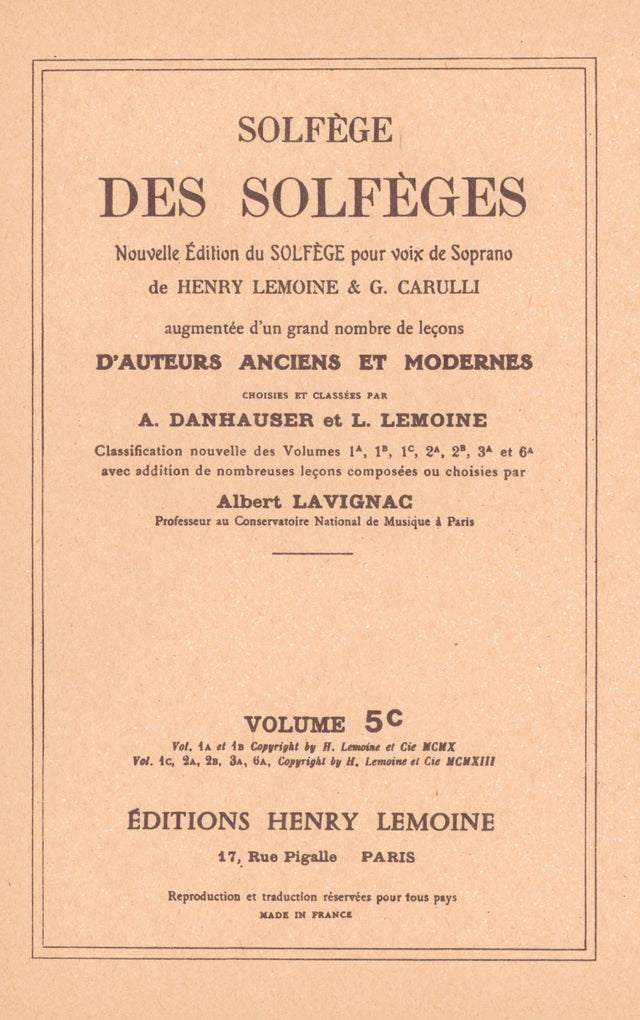 SOLFÈGE
DES SOLFÈGES
Nouvelle Édition du SOLFÈGE pour voix de Soprano
de HENRY LEMOINE & G. CARULLI
augmentée d'un grand nombre de leçons
D'AUTEURS ANCIENS ET MODERNES
CHOISIES ET CLASSÉES PAR
A. DANHAUSER et L. LEMOINE
Classification nouvelle des Volumes 1ᴬ, 1ᴮ, 1ᶜ, 2ᴬ, 2ᴮ, 3ᴬ et 6ᴬ
avec addition de nombreuses leçons composées ou choisies par
Albert LAVIGNAC
Professeur au Conservatoire National de Musique à Paris
VOLUME 5ᶜ
Vol. 1A et 1B Copyright by H. Lemoine et Cie MCMX
Vol. 1C, 2A, 2B, 3A, 6A, Copyright by H. Lemoine et Cie MCMXIII
ÉDITIONS HENRY LEMOINE
17, Rue Pigalle PARIS
Reproduction et traduction réservées pour tous pays
MADE IN FRANCE